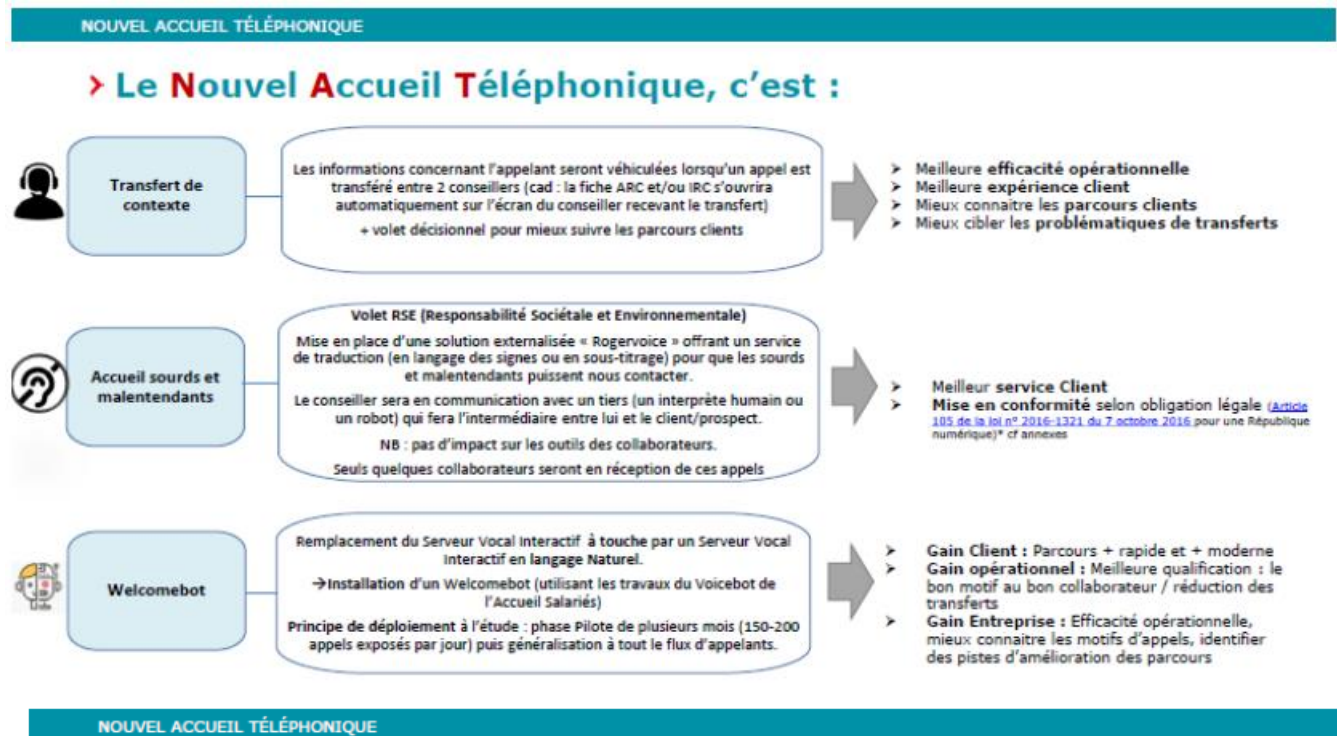 NOUVEL ACCUEIL TÉLÉPHONIQUE
> Le Nouvel Accueil Téléphonique, c'est :
Transfert de
contexte
Les informations concernant l'appelant seront véhiculées lorsqu'un appel est
transféré entre 2 conseillers (cad : la fiche ARC et/ou IRC s'ouvrira
automatiquement sur l'écran du conseiller recevant le transfert)
+ volet décisionnel pour mieux suivre les parcours clients
➤ Meilleure efficacité opérationnelle
➤ Meilleure expérience client
➤ Mieux connaitre les parcours clients
➤ Mieux cibler les problématiques de transferts
Accueil sourds et
malentendants
Volet RSE (Responsabilité Sociétale et Environnementale)
Mise en place d'une solution externalisée « Rogervoice » offrant un service
de traduction (en langage des signes ou en sous-titrage) pour que les sourds
et malentendants puissent nous contacter.
Le conseiller sera en communication avec un tiers (un interprète humain ou
un robot) qui fera l'intermédiaire entre lui et le client/prospect.
NB : pas d'impact sur les outils des collaborateurs.
Seuls quelques collaborateurs seront en réception de ces appels
➤ Meilleur service Client
➤ Mise en conformité selon obligation légale (Article
105 de la loi n° 2016-1321 du 7 octobre 2016 pour une République
numérique)* cf annexes
Welcomebot
Remplacement du Serveur Vocal Interactif à touche par un Serveur Vocal
Interactif en langage Naturel.
→Installation d'un Welcomebot (utilisant les travaux du Voicebot de
l'Accueil Salariés)
Principe de déploiement à l'étude : phase Pilote de plusieurs mois (150-200
appels exposés par jour) puis généralisation à tout le flux d'appelants.
➤ Gain Client : Parcours + rapide et + moderne
➤ Gain opérationnel : Meilleure qualification : le
bon motif au bon collaborateur / réduction des
transferts
➤ Gain Entreprise : Efficacité opérationnelle,
mieux connaitre les motifs d'appels, identifier
des pistes d'amélioration des parcours
NOUVEL ACCUEIL TÉLÉPHONIQUE